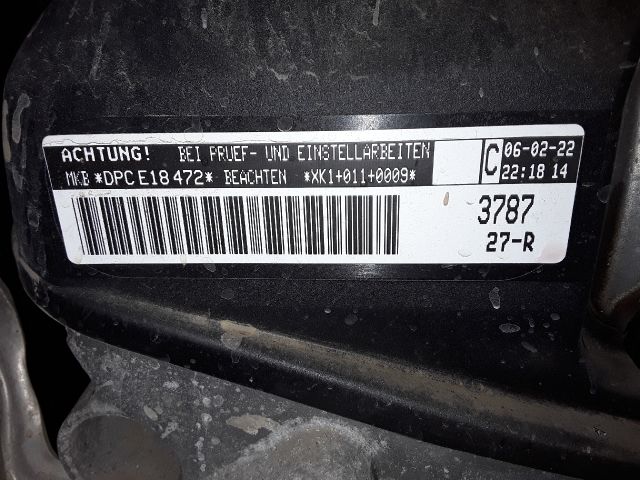 ACHTUNG! BEI PRUEF- UND EINSTELLARBEITEN
MKB *DPC E18 472* BEACHTEN *XK1+011+0009*
C
06-02-22
22:18 14
3787
27-R